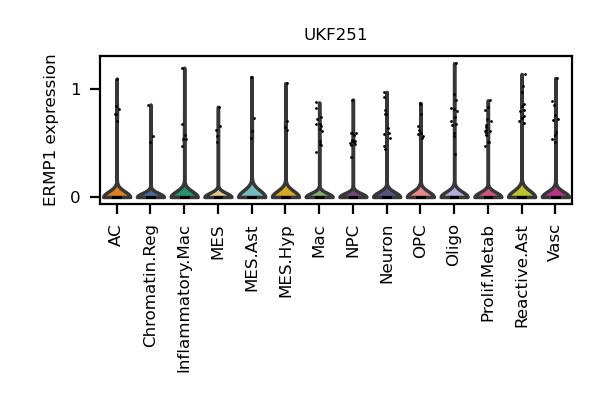 UKF251
ERMP1 expression
1
0
AC
Chromatin.Reg
Inflammatory.Mac
MES
MES.Ast
MES.Hyp
Mac
NPC
Neuron
OPC
Oligo
Prolif.Metab
Reactive.Ast
Vasc